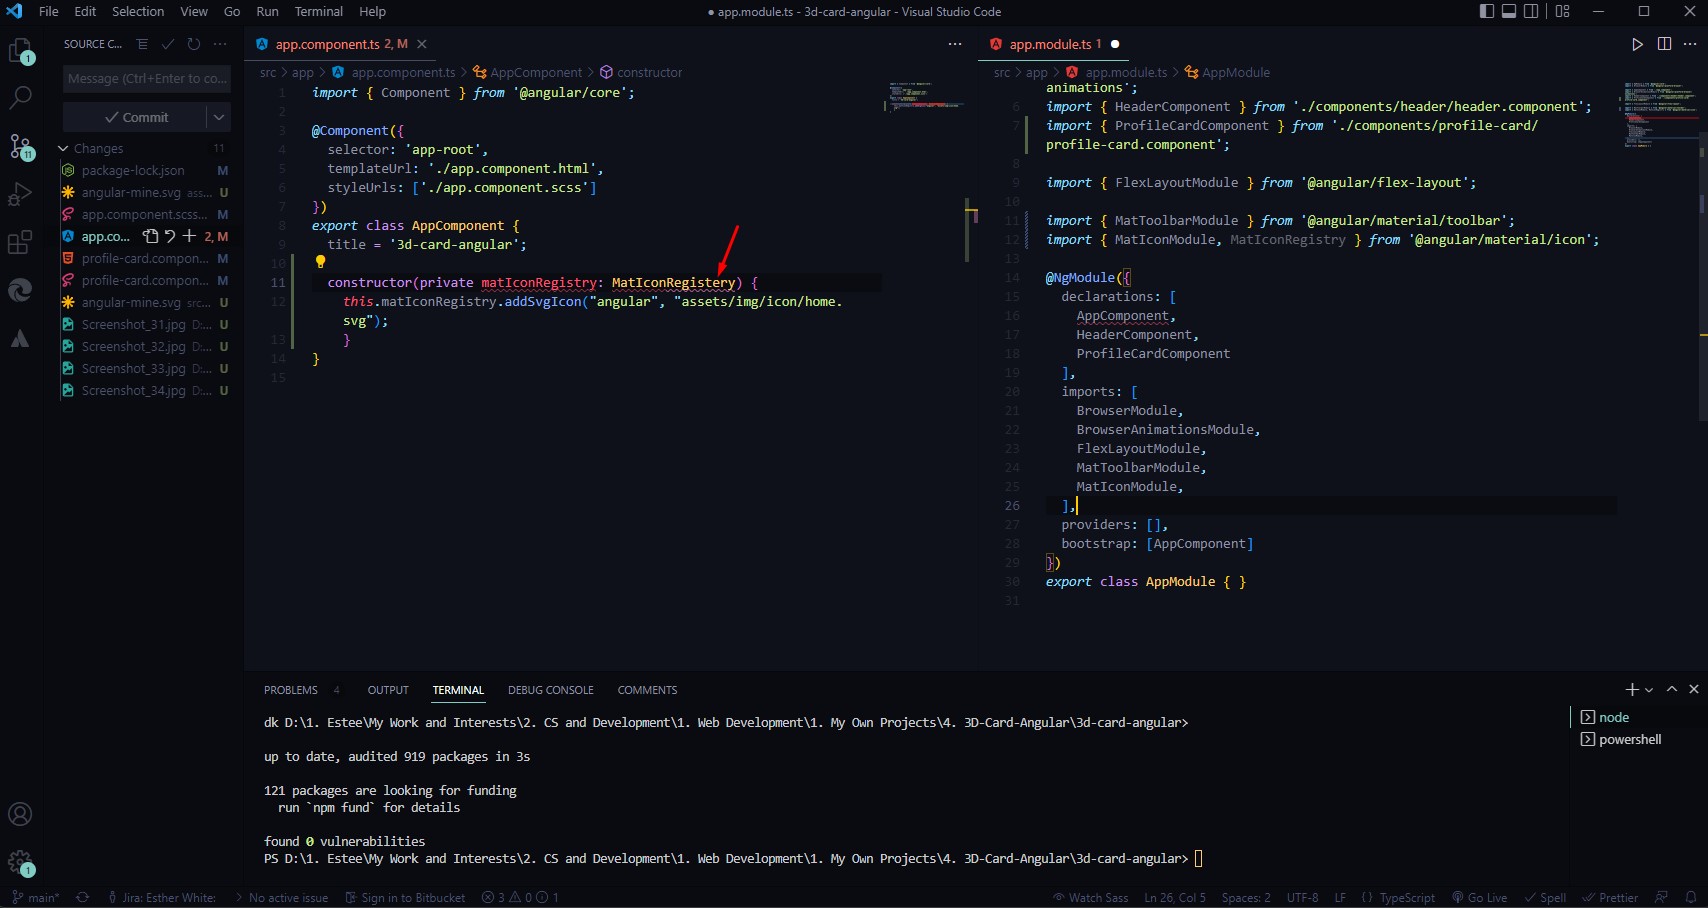 File Edit Selection View Go Run Terminal Help
● app.module.ts - 3d-card-angular - Visual Studio Code
SOURCE C...
Message (Ctrl+Enter to co...
Commit
Changes 11
package-lock.json M
angular-mine.svg ass... U
app.component.scss... M
app.co... 2, M
profile-card.compon... M
profile-card.compon... M
angular-mine.svg src... U
Screenshot_31.jpg D:... U
Screenshot_32.jpg D:... U
Screenshot_33.jpg D:... U
Screenshot_34.jpg D:... U
1
11
1
app.component.ts 2, M
src > app > app.component.ts > AppComponent > constructor
1 import { Component } from '@angular/core';
2
3 @Component({
4 selector: 'app-root',
5 templateUrl: './app.component.html',
6 styleUrls: ['./app.component.scss']
7 })
8 export class AppComponent {
9 title = '3d-card-angular';
10
11 constructor(private matIconRegistry: MatIconRegistery) {
12 this.matIconRegistry.addSvgIcon("angular", "assets/img/icon/home.
svg");
13 }
14 }
15
app.module.ts 1
src > app > app.module.ts > AppModule
animations';
6 import { HeaderComponent } from './components/header/header.component';
7 import { ProfileCardComponent } from './components/profile-card/
profile-card.component';
8
9 import { FlexLayoutModule } from '@angular/flex-layout';
10
11 import { MatToolbarModule } from '@angular/material/toolbar';
12 import { MatIconModule, MatIconRegistry } from '@angular/material/icon';
13
14 @NgModule({
15 declarations: [
16 AppComponent,
17 HeaderComponent,
18 ProfileCardComponent
19 ],
20 imports: [
21 BrowserModule,
22 BrowserAnimationsModule,
23 FlexLayoutModule,
24 MatToolbarModule,
25 MatIconModule,
26 ],
27 providers: [],
28 bootstrap: [AppComponent]
29 })
30 export class AppModule { }
31
PROBLEMS 4 OUTPUT TERMINAL DEBUG CONSOLE COMMENTS
dk D:\1. Estee\My Work and Interests\2. CS and Development\1. Web Development\1. My Own Projects\4. 3D-Card-Angular\3d-card-angular>
up to date, audited 919 packages in 3s
121 packages are looking for funding
run `npm fund` for details
found 0 vulnerabilities
PS D:\1. Estee\My Work and Interests\2. CS and Development\1. Web Development\1. My Own Projects\4. 3D-Card-Angular\3d-card-angular>
node
powershell
main* Jira: Esther White: > No active issue Sign in to Bitbucket 3 0 1
Watch Sass Ln 26, Col 5 Spaces: 2 UTF-8 LF { } TypeScript Go Live Spell Prettier